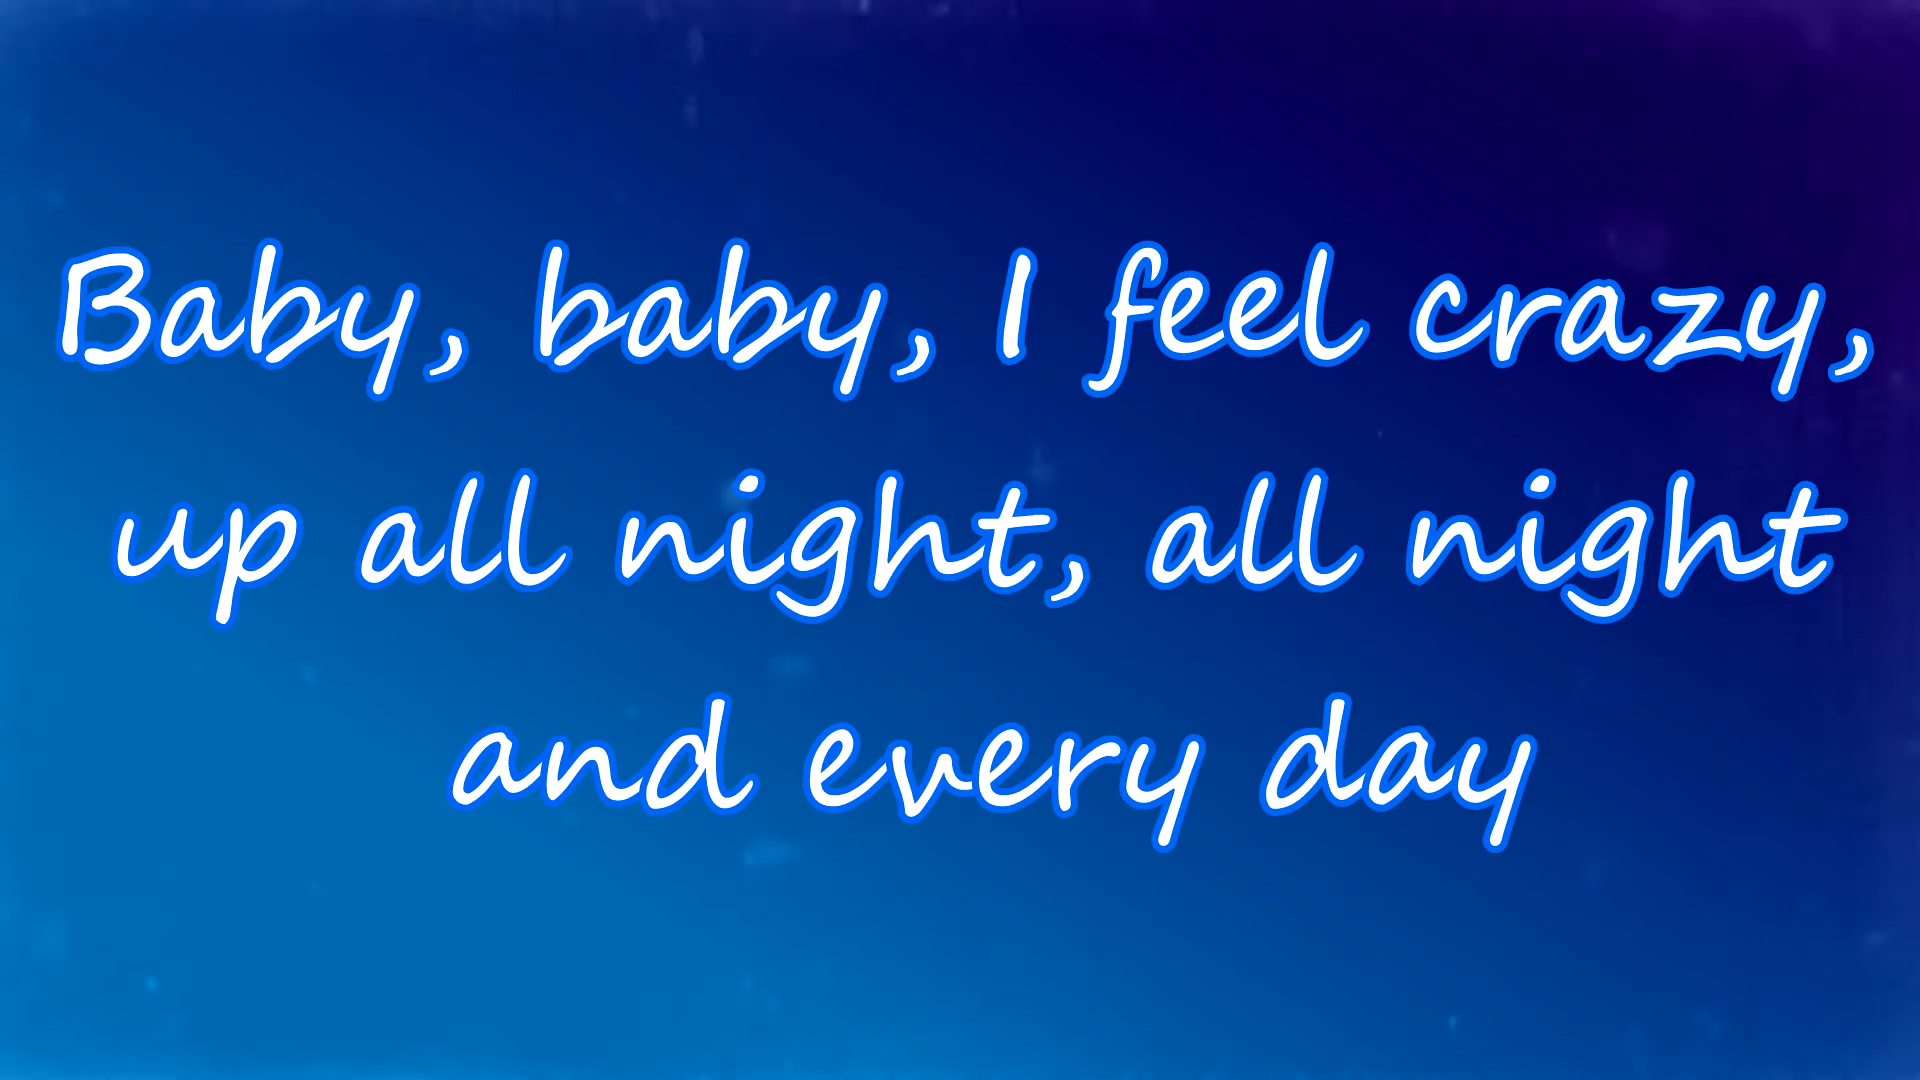 Baby, baby, I feel crazy,
up all night, all night
and every day